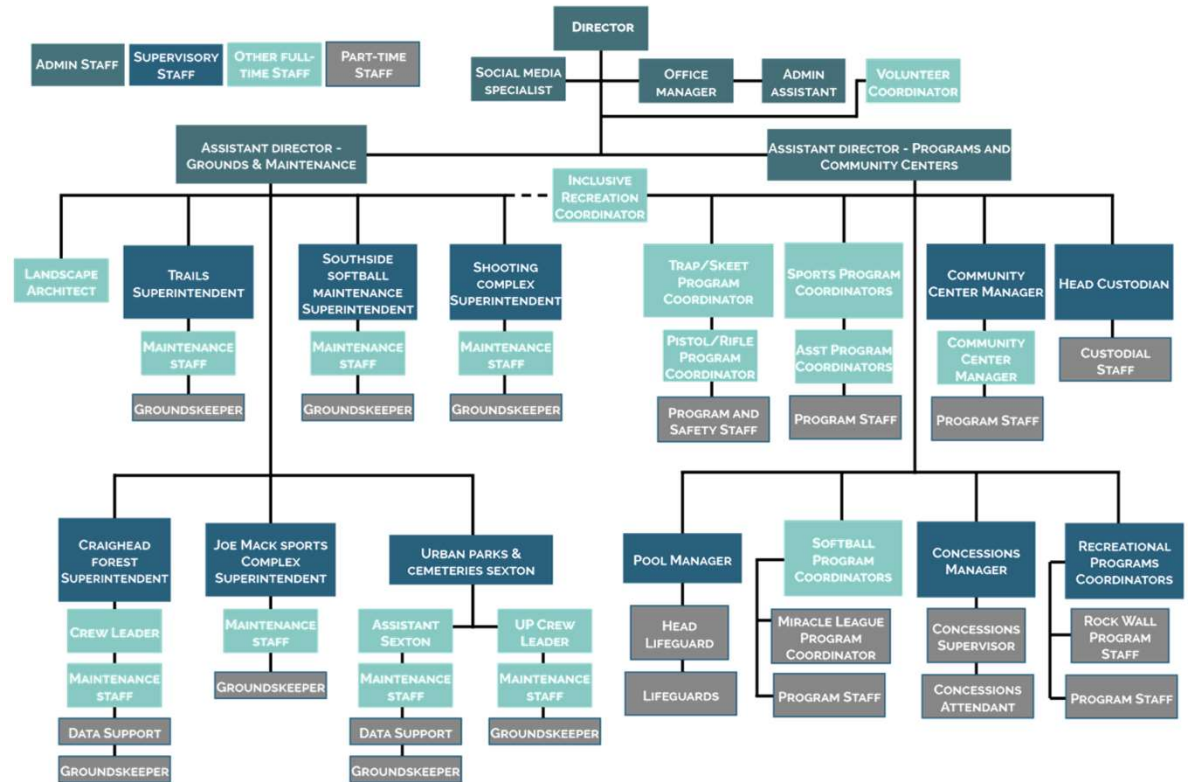 DIRECTOR
ADMIN STAFF
SUPERVISORY
STAFF
OTHER FULL-
TIME STAFF
PART-TIME
STAFF
SOCIAL MEDIA
SPECIALIST
OFFICE
MANAGER
ADMIN
ASSISTANT
VOLUNTEER
COORDINATOR
ASSISTANT DIRECTOR -
GROUNDS & MAINTENANCE
ASSISTANT DIRECTOR - PROGRAMS AND
COMMUNITY CENTERS
INCLUSIVE
RECREATION
COORDINATOR
LANDSCAPE
ARCHITECT
TRAILS
SUPERINTENDENT
MAINTENANCE
STAFF
GROUNDSKEEPER
SOUTHSIDE
SOFTBALL
MAINTENANCE
SUPERINTENDENT
MAINTENANCE
STAFF
GROUNDSKEEPER
SHOOTING
COMPLEX
SUPERINTENDENT
MAINTENANCE
STAFF
GROUNDSKEEPER
TRAP/SKEET
PROGRAM
COORDINATOR
PISTOL/RIFLE
PROGRAM
COORDINATOR
PROGRAM AND
SAFETY STAFF
SPORTS PROGRAM
COORDINATORS
ASST PROGRAM
COORDINATORS
PROGRAM STAFF
COMMUNITY
CENTER MANAGER
COMMUNITY
CENTER
MANAGER
PROGRAM STAFF
HEAD CUSTODIAN
CUSTODIAL
STAFF
CRAIGHEAD
FOREST
SUPERINTENDENT
CREW LEADER
MAINTENANCE
STAFF
DATA SUPPORT
GROUNDSKEEPER
JOE MACK SPORTS
COMPLEX
SUPERINTENDENT
MAINTENANCE
STAFF
GROUNDSKEEPER
URBAN PARKS &
CEMETERIES SEXTON
ASSISTANT
SEXTON
MAINTENANCE
STAFF
DATA SUPPORT
GROUNDSKEEPER
UP CREW
LEADER
MAINTENANCE
STAFF
GROUNDSKEEPER
POOL MANAGER
HEAD
LIFEGUARD
LIFEGUARDS
SOFTBALL
PROGRAM
COORDINATORS
MIRACLE LEAGUE
PROGRAM
COORDINATOR
PROGRAM STAFF
CONCESSIONS
MANAGER
CONCESSIONS
SUPERVISOR
CONCESSIONS
ATTENDANT
RECREATIONAL
PROGRAMS
COORDINATORS
ROCK WALL
PROGRAM
STAFF
PROGRAM STAFF